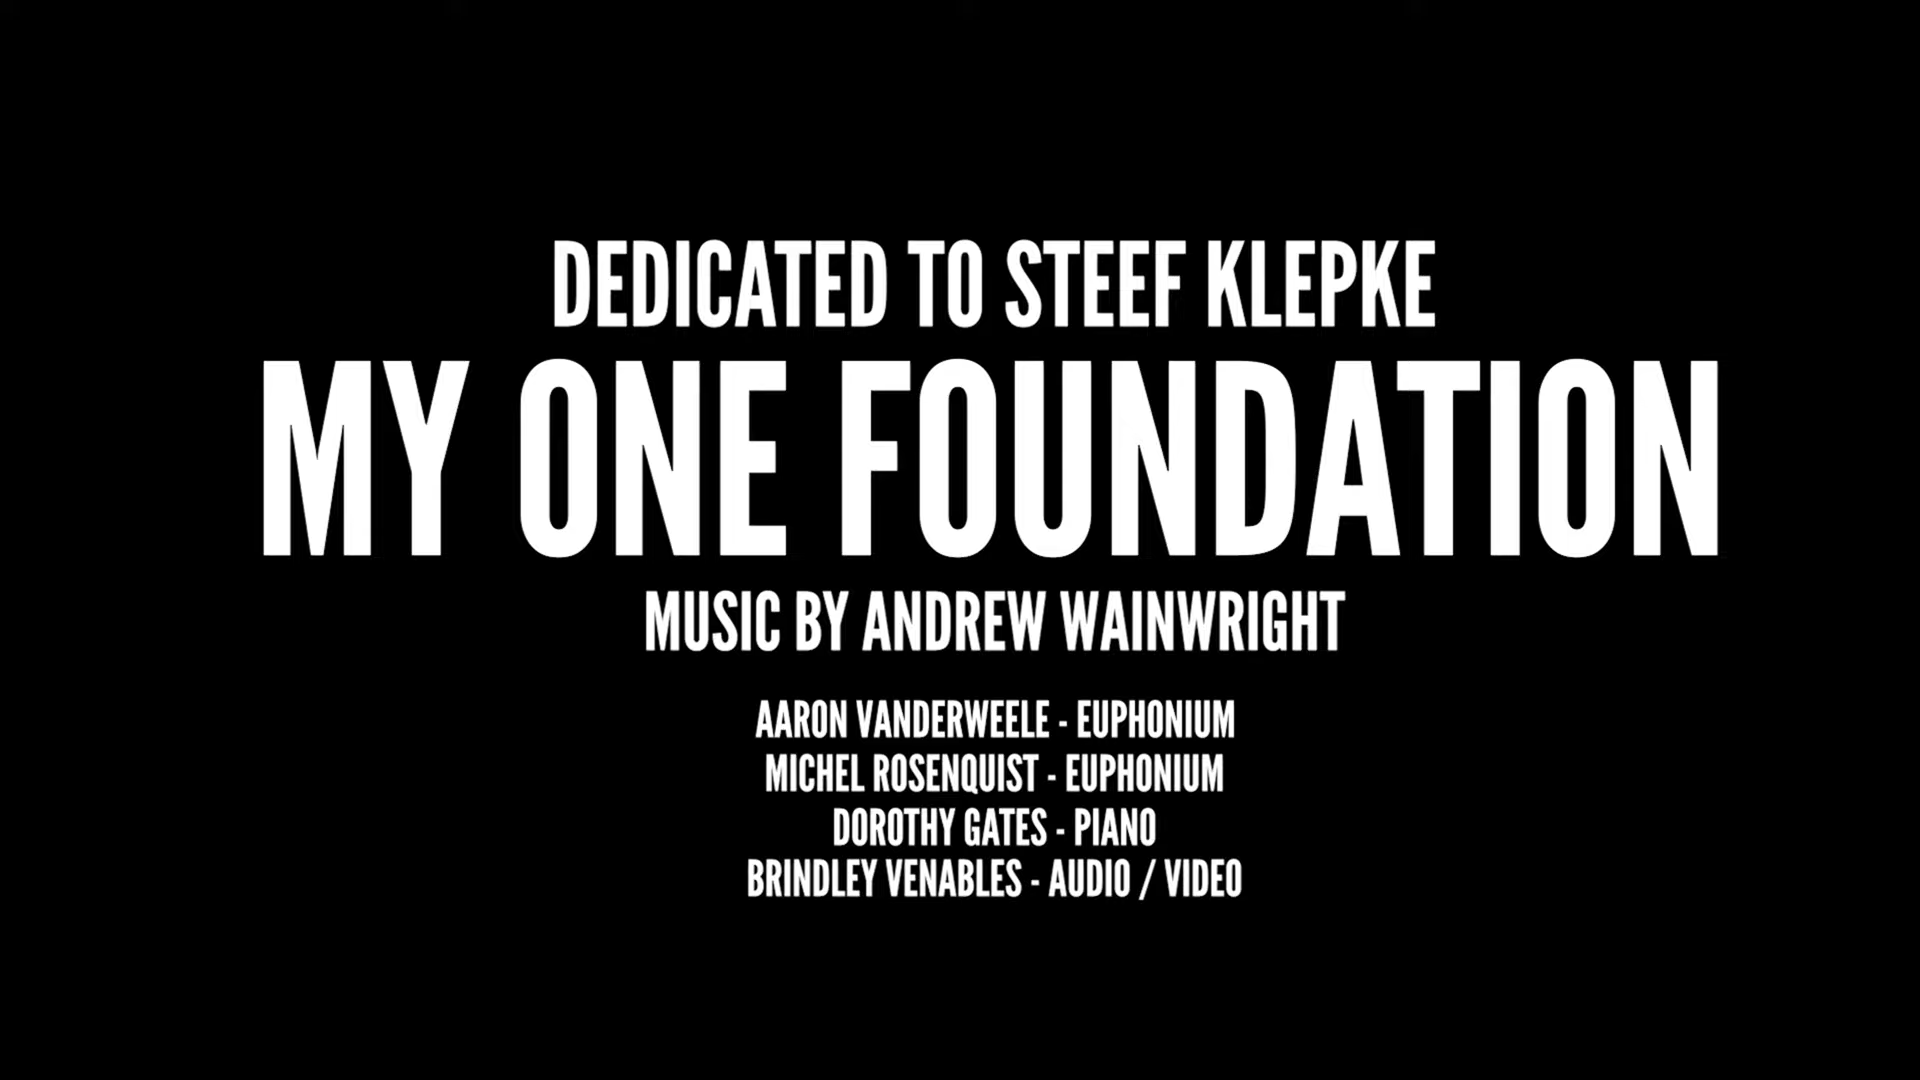 DEDICATED TO STEEF KLEPKE
MY ONE FOUNDATION
MUSIC BY ANDREW WAINWRIGHT
AARON VANDERWEELE - EUPHONIUM
MICHEL ROSENQUIST - EUPHONIUM
DOROTHY GATES - PIANO
BRINDLEY VENABLES - AUDIO / VIDEO